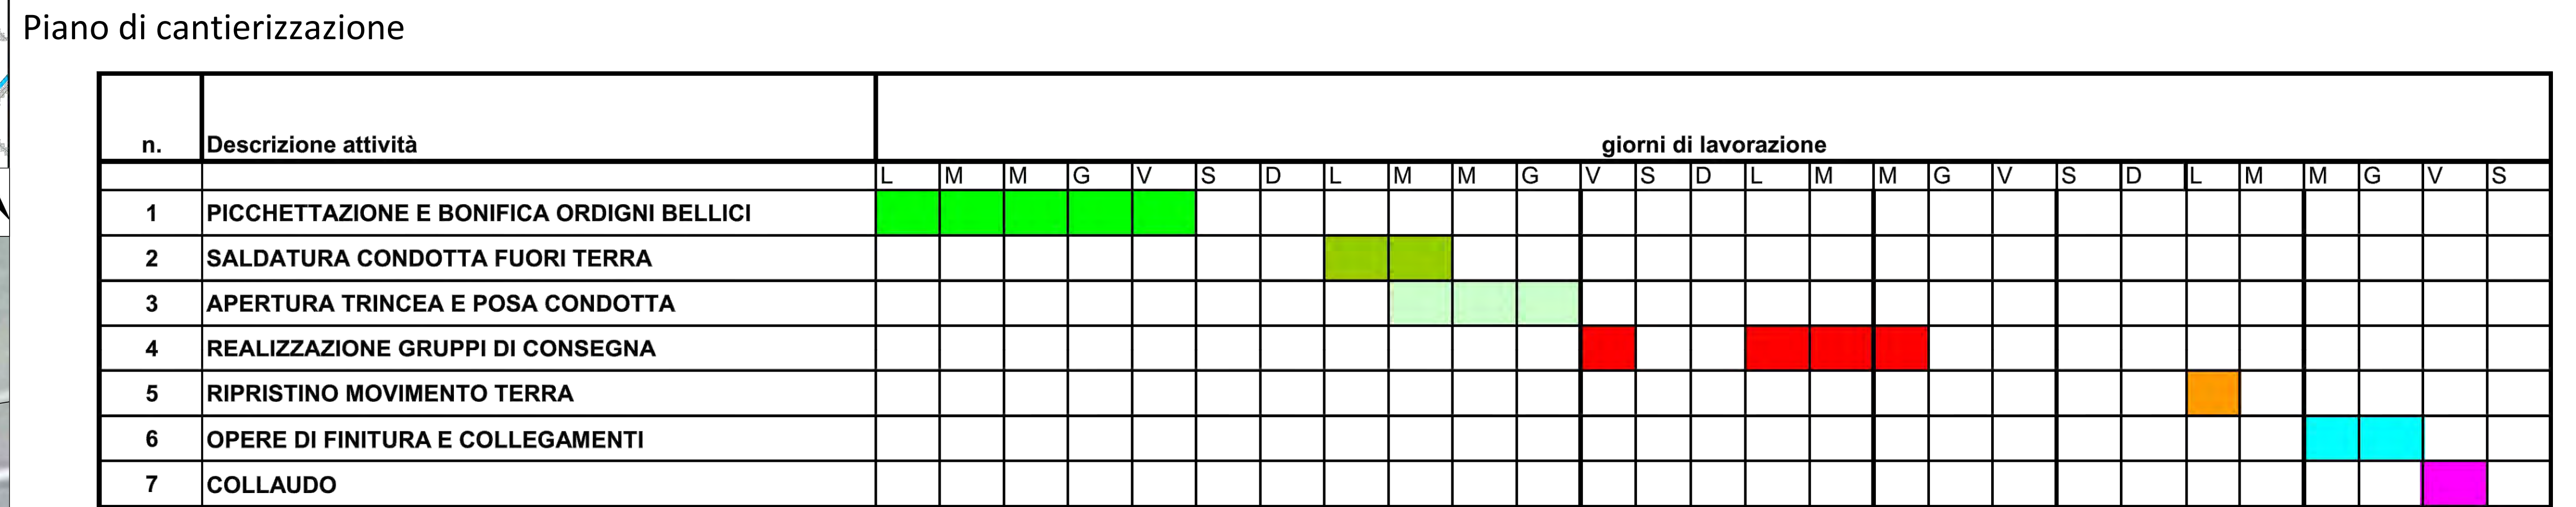 Piano di cantierizzazione
n. Descrizione attività giorni di lavorazione
L M M G V S D L M M G V S D L M M G V S D L M M G V S
1 PICCHETTAZIONE E BONIFICA ORDIGNI BELLICI
2 SALDATURA CONDOTTA FUORI TERRA
3 APERTURA TRINCEA E POSA CONDOTTA
4 REALIZZAZIONE GRUPPI DI CONSEGNA
5 RIPRISTINO MOVIMENTO TERRA
6 OPERE DI FINITURA E COLLEGAMENTI
7 COLLAUDO